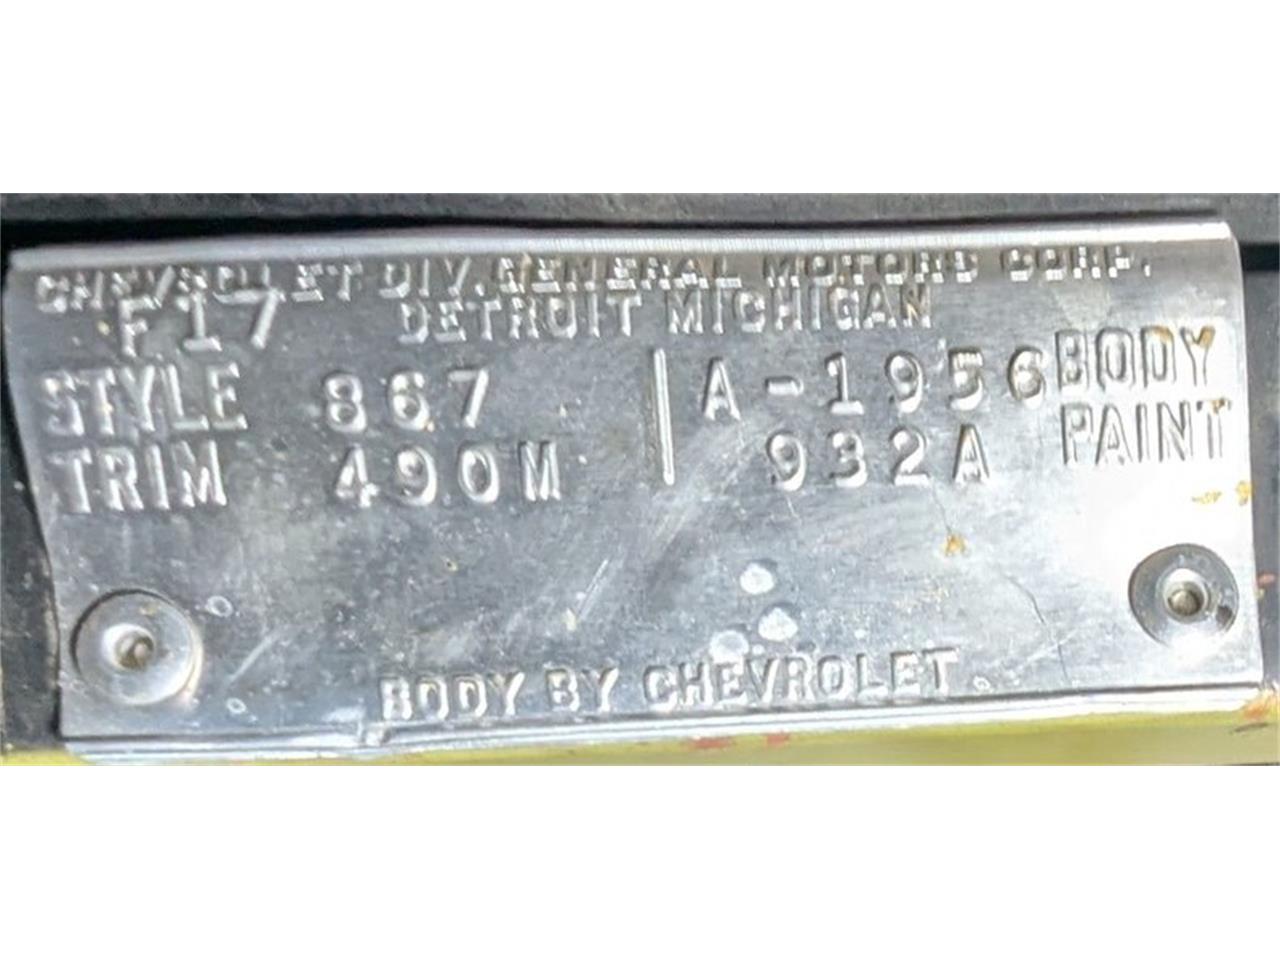 CHEVROLET DIV. GENERAL MOTORS CORP.
F17 DETROIT MICHIGAN
STYLE 867 A-1956 BODY
TRIM 490M 932A PAINT
BODY BY CHEVROLET